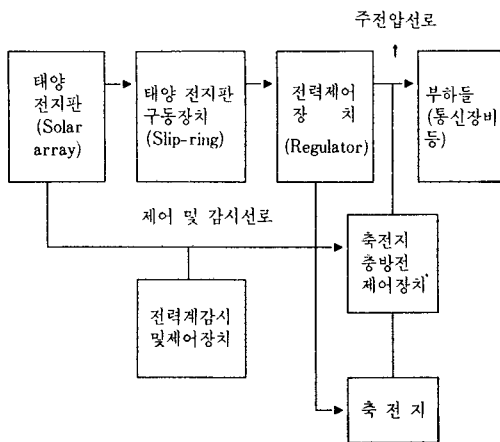 주전압선로
태양
전지판
(Solar
array)
태양 전지판
구동장치
(Slip-ring)
전력제어
장 치
(Regulator)
부하들
(통신장비
등)
제어 및 감시선로
축전지
충방전
제어장치
전력계감시
및제어장치
축 전 지